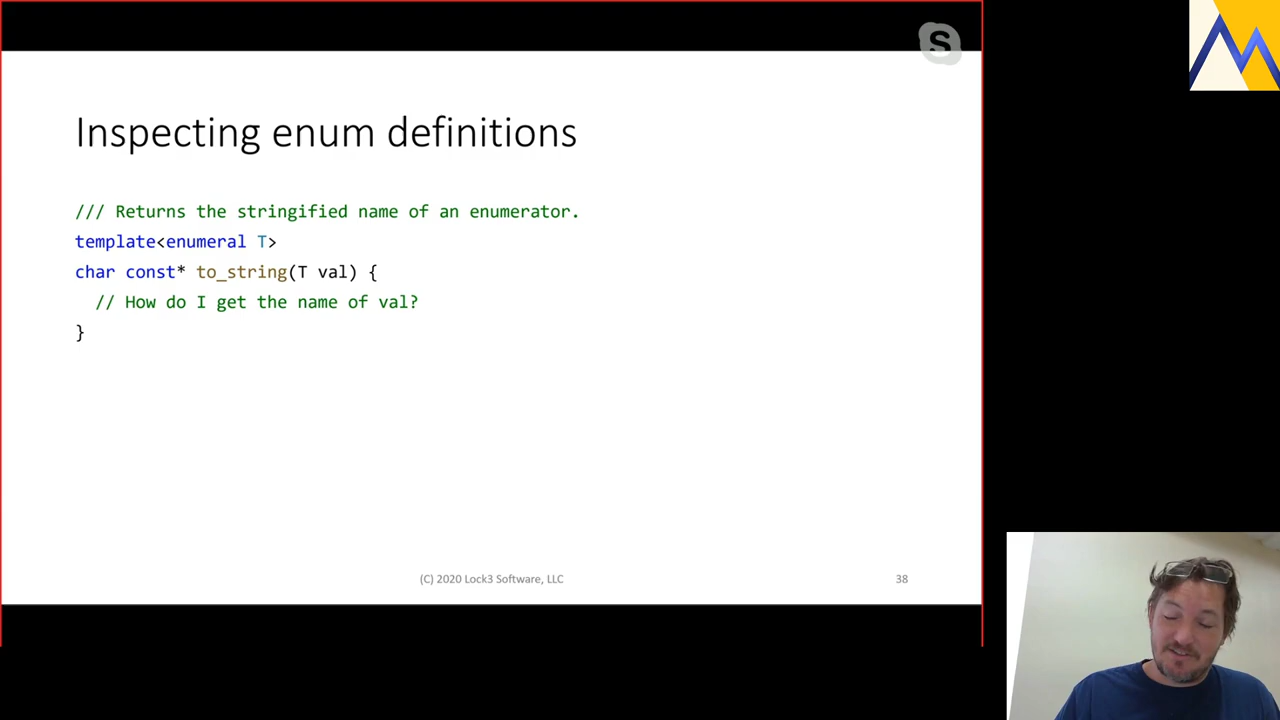 S
Inspecting enum definitions
/// Returns the stringified name of an enumerator.
template<enumeral T>
char const* to_string(T val) {
  // How do I get the name of val?
}
(C) 2020 Lock3 Software, LLC
38